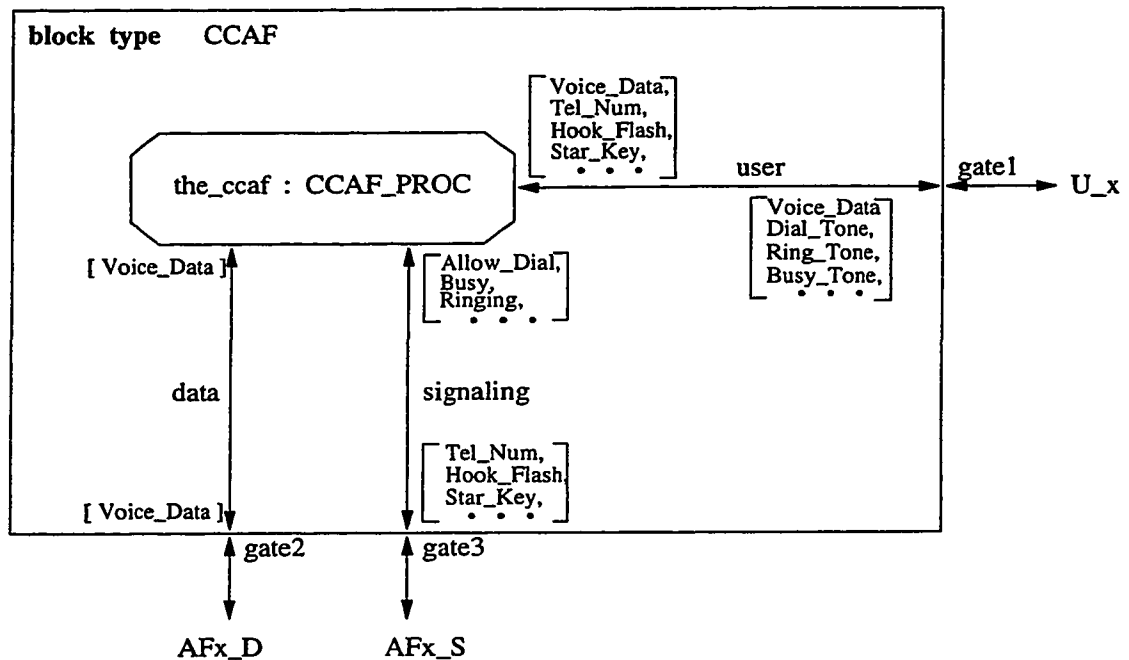 block type CCAF
Voice_Data,
Tel_Num,
Hook_Flash,
Star_Key,
• • •
the_ccaf : CCAF_PROC
user
gate1
U_x
Voice_Data
Dial_Tone,
Ring_Tone,
Busy_Tone,
• • •
[ Voice_Data ]
Allow_Dial,
Busy,
Ringing,
• • •
data
signaling
Tel_Num,
Hook_Flash,
Star_Key,
• • •
[ Voice_Data ]
gate2
gate3
AFx_D
AFx_S